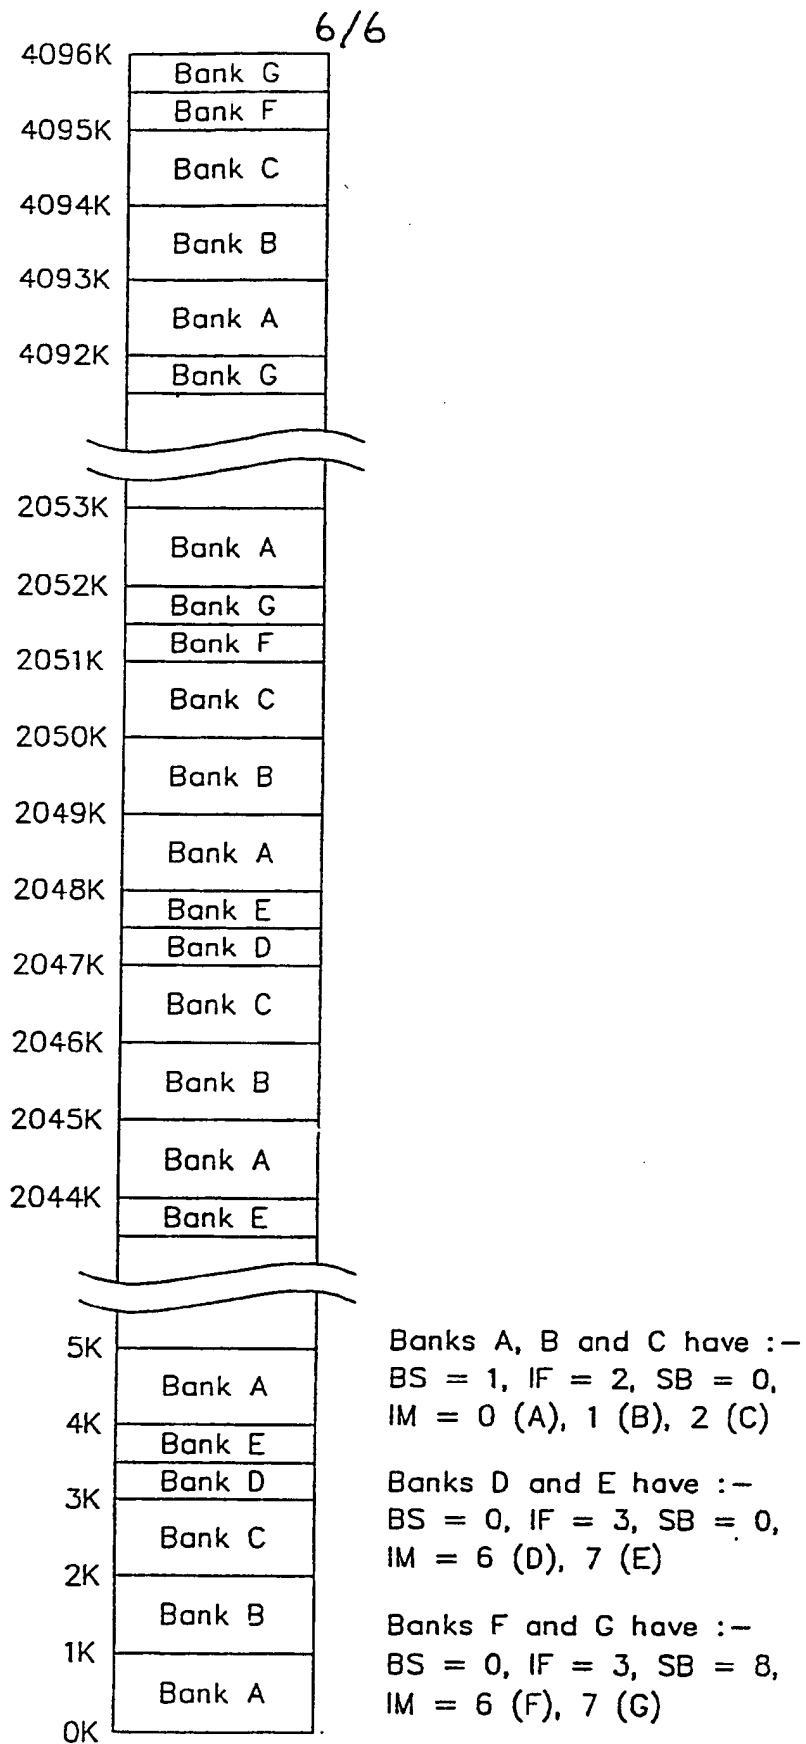 6/6
4096K
Bank G
Bank F
4095K
Bank C
4094K
Bank B
4093K
Bank A
4092K
Bank G
2053K
Bank A
2052K
Bank G
Bank F
2051K
Bank C
2050K
Bank B
2049K
Bank A
2048K
Bank E
Bank D
2047K
Bank C
2046K
Bank B
2045K
Bank A
2044K
Bank E
5K
Bank A
4K
Bank E
Bank D
3K
Bank C
2K
Bank B
1K
Bank A
0K
Banks A, B and C have :–
BS = 1, IF = 2, SB = 0,
IM = 0 (A), 1 (B), 2 (C)
Banks D and E have :–
BS = 0, IF = 3, SB = 0,
IM = 6 (D), 7 (E)
Banks F and G have :–
BS = 0, IF = 3, SB = 8,
IM = 6 (F), 7 (G)